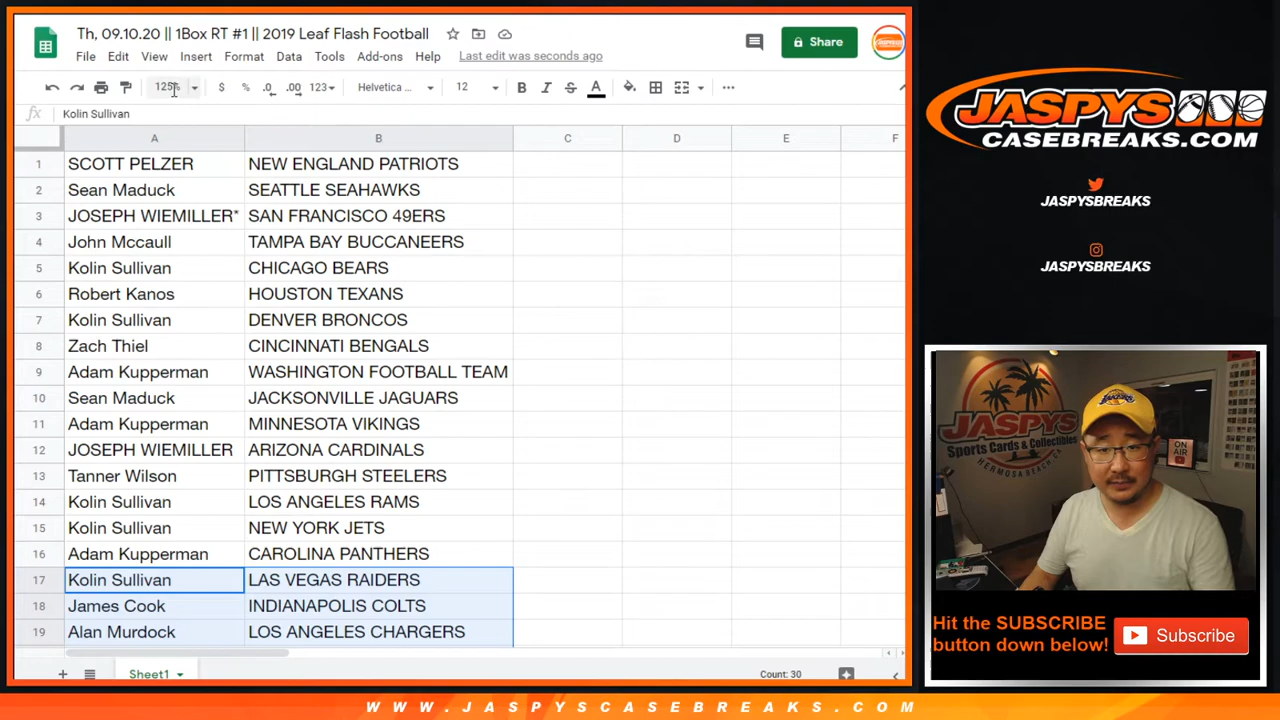 Th, 09.10.20 || 1Box RT #1 || 2019 Leaf Flash Football
File Edit View Insert Format Data Tools Add-ons Help Last edit was seconds ago
Share
125% $ % .0 .00 123 Helvetica ... 12 B I S A
fx Kolin Sullivan
A B C D E F
1 SCOTT PELZER NEW ENGLAND PATRIOTS
2 Sean Maduck SEATTLE SEAHAWKS
3 JOSEPH WIEMILLER* SAN FRANCISCO 49ERS
4 John Mccaull TAMPA BAY BUCCANEERS
5 Kolin Sullivan CHICAGO BEARS
6 Robert Kanos HOUSTON TEXANS
7 Kolin Sullivan DENVER BRONCOS
8 Zach Thiel CINCINNATI BENGALS
9 Adam Kupperman WASHINGTON FOOTBALL TEAM
10 Sean Maduck JACKSONVILLE JAGUARS
11 Adam Kupperman MINNESOTA VIKINGS
12 JOSEPH WIEMILLER ARIZONA CARDINALS
13 Tanner Wilson PITTSBURGH STEELERS
14 Kolin Sullivan LOS ANGELES RAMS
15 Kolin Sullivan NEW YORK JETS
16 Adam Kupperman CAROLINA PANTHERS
17 Kolin Sullivan LAS VEGAS RAIDERS
18 James Cook INDIANAPOLIS COLTS
19 Alan Murdock LOS ANGELES CHARGERS
Sheet1 Count: 30
JASPYS
CASEBREAKS.COM
JASPYSBREAKS
JASPYSBREAKS
JASPYS
Sports Cards & Collectibles
HERMOSA BEACH, CA
ON AIR
Hit the SUBSCRIBE
button down below!
Subscribe
WWW.JASPYSCASEBREAKS.COM